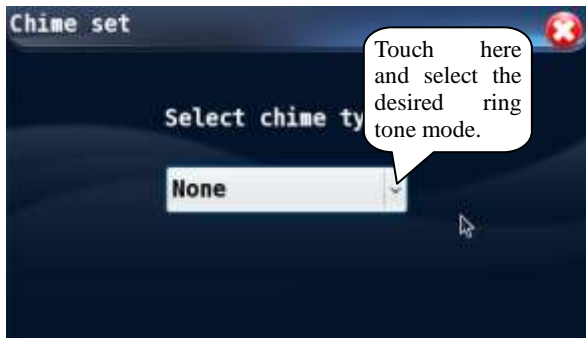 Chime set
Touch here
and select the
desired ring
tone mode.
Select chime ty
None